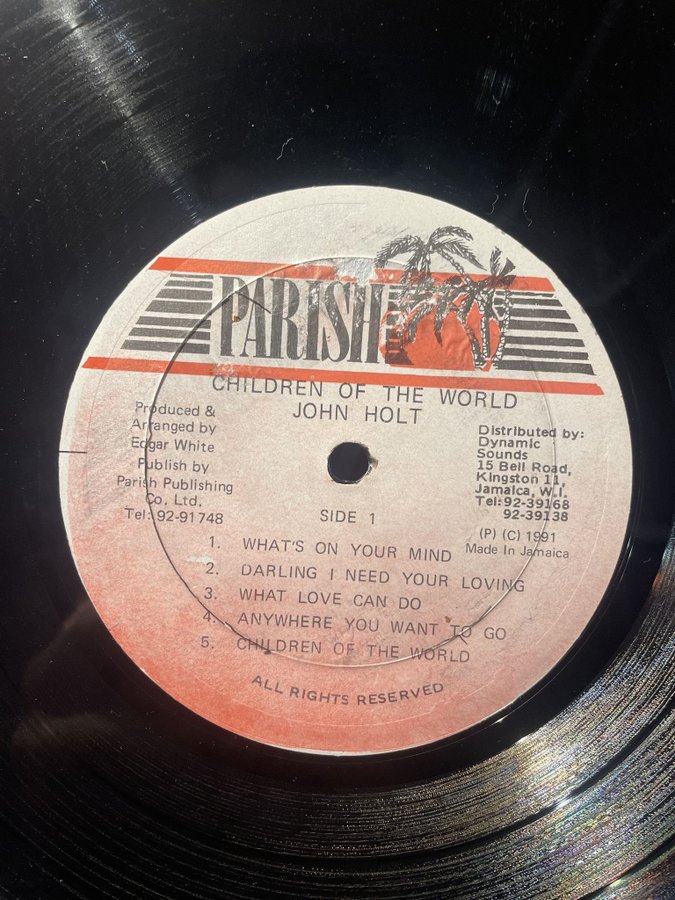 PARISH
CHILDREN OF THE WORLD
JOHN HOLT
Produced &
Arranged by
Edgar White
Publish by
Parish Publishing
Co. Ltd.
Tel: 92-91748
Distributed by:
Dynamic
Sounds
15 Bell Road,
Kingston 11,
Jamaica, W.I.
Tel: 92-39168
92-39138
(P) (C) 1991
Made In Jamaica
SIDE 1
1. WHAT'S ON YOUR MIND
2. DARLING I NEED YOUR LOVING
3. WHAT LOVE CAN DO
4. ANYWHERE YOU WANT TO GO
5. CHILDREN OF THE WORLD
ALL RIGHTS RESERVED